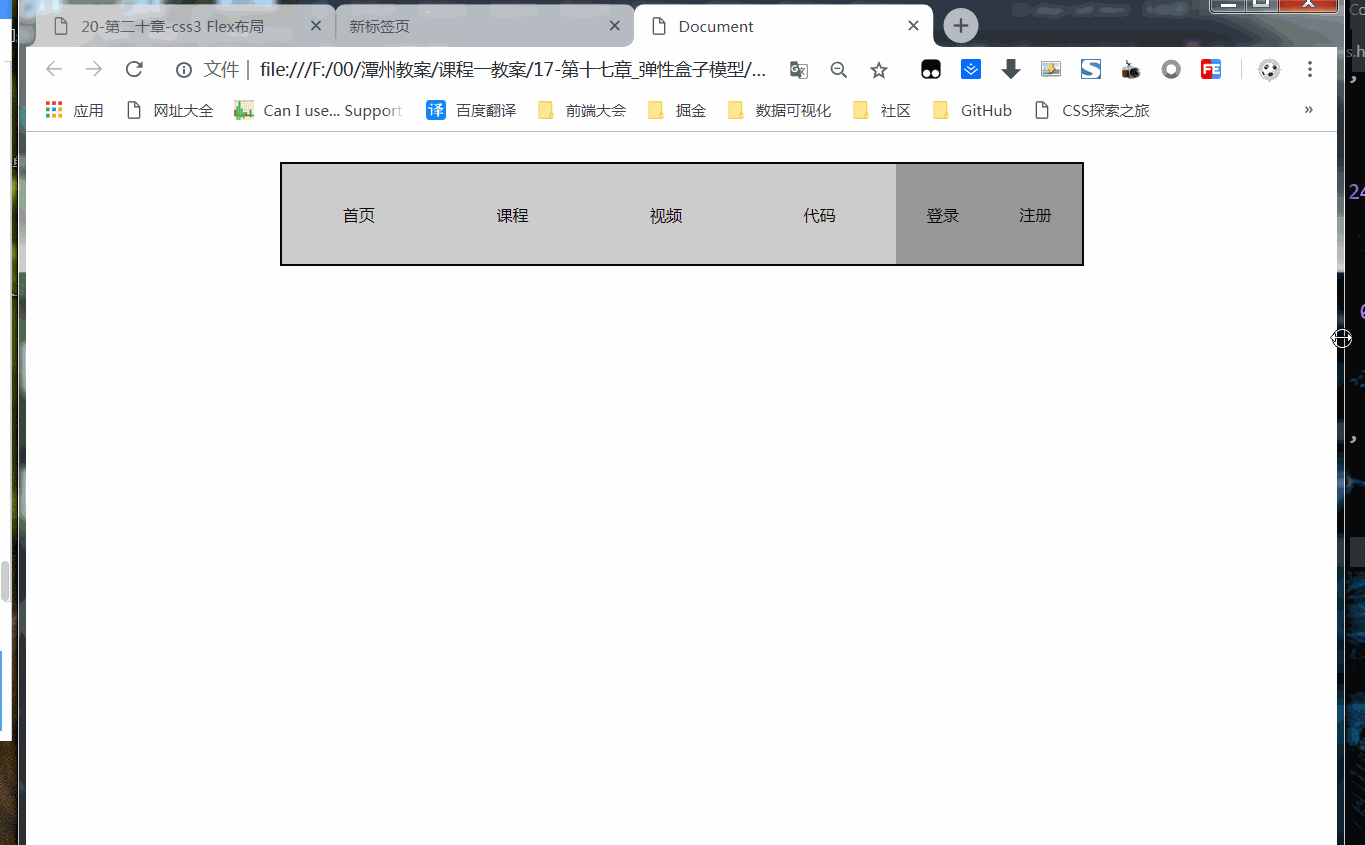 20-第二十章-css3 Flex布局
新标签页
Document
文件 file:///F:/00/潭州教案/课程一教案/17-第十七章_弹性盒子模型/...
应用 网址大全 Can I use... Support 译 百度翻译 前端大会 掘金 数据可视化 社区 GitHub CSS探索之旅 »
首页 课程 视频 代码 登录 注册